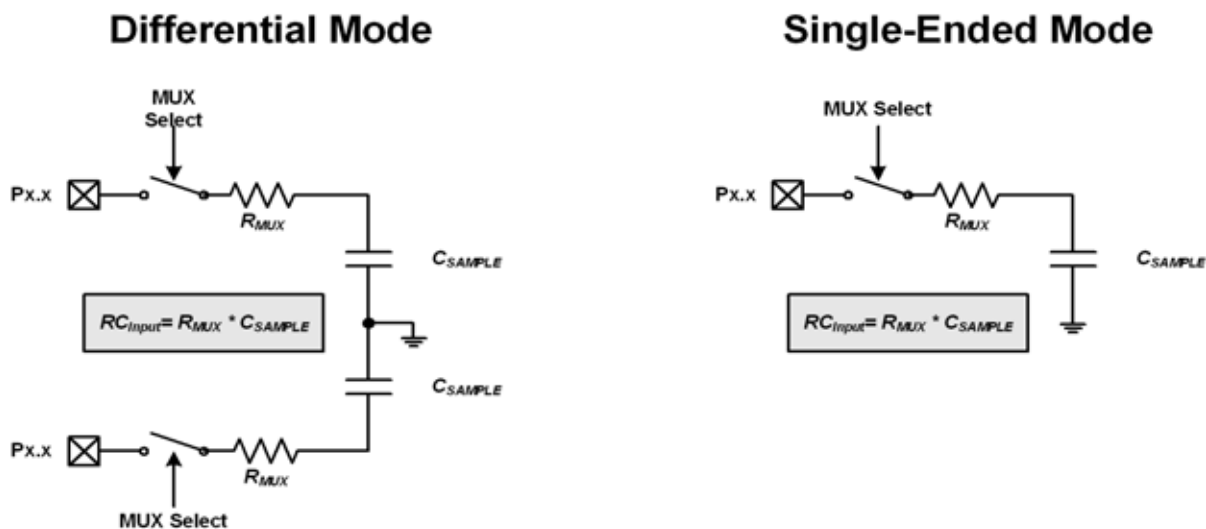 Differential Mode
MUX
Select
Px.x
RMUX
CSAMPLE
RCInput= RMUX * CSAMPLE
CSAMPLE
Px.x
RMUX
MUX Select
Single-Ended Mode
MUX Select
Px.x
RMUX
CSAMPLE
RCInput= RMUX * CSAMPLE